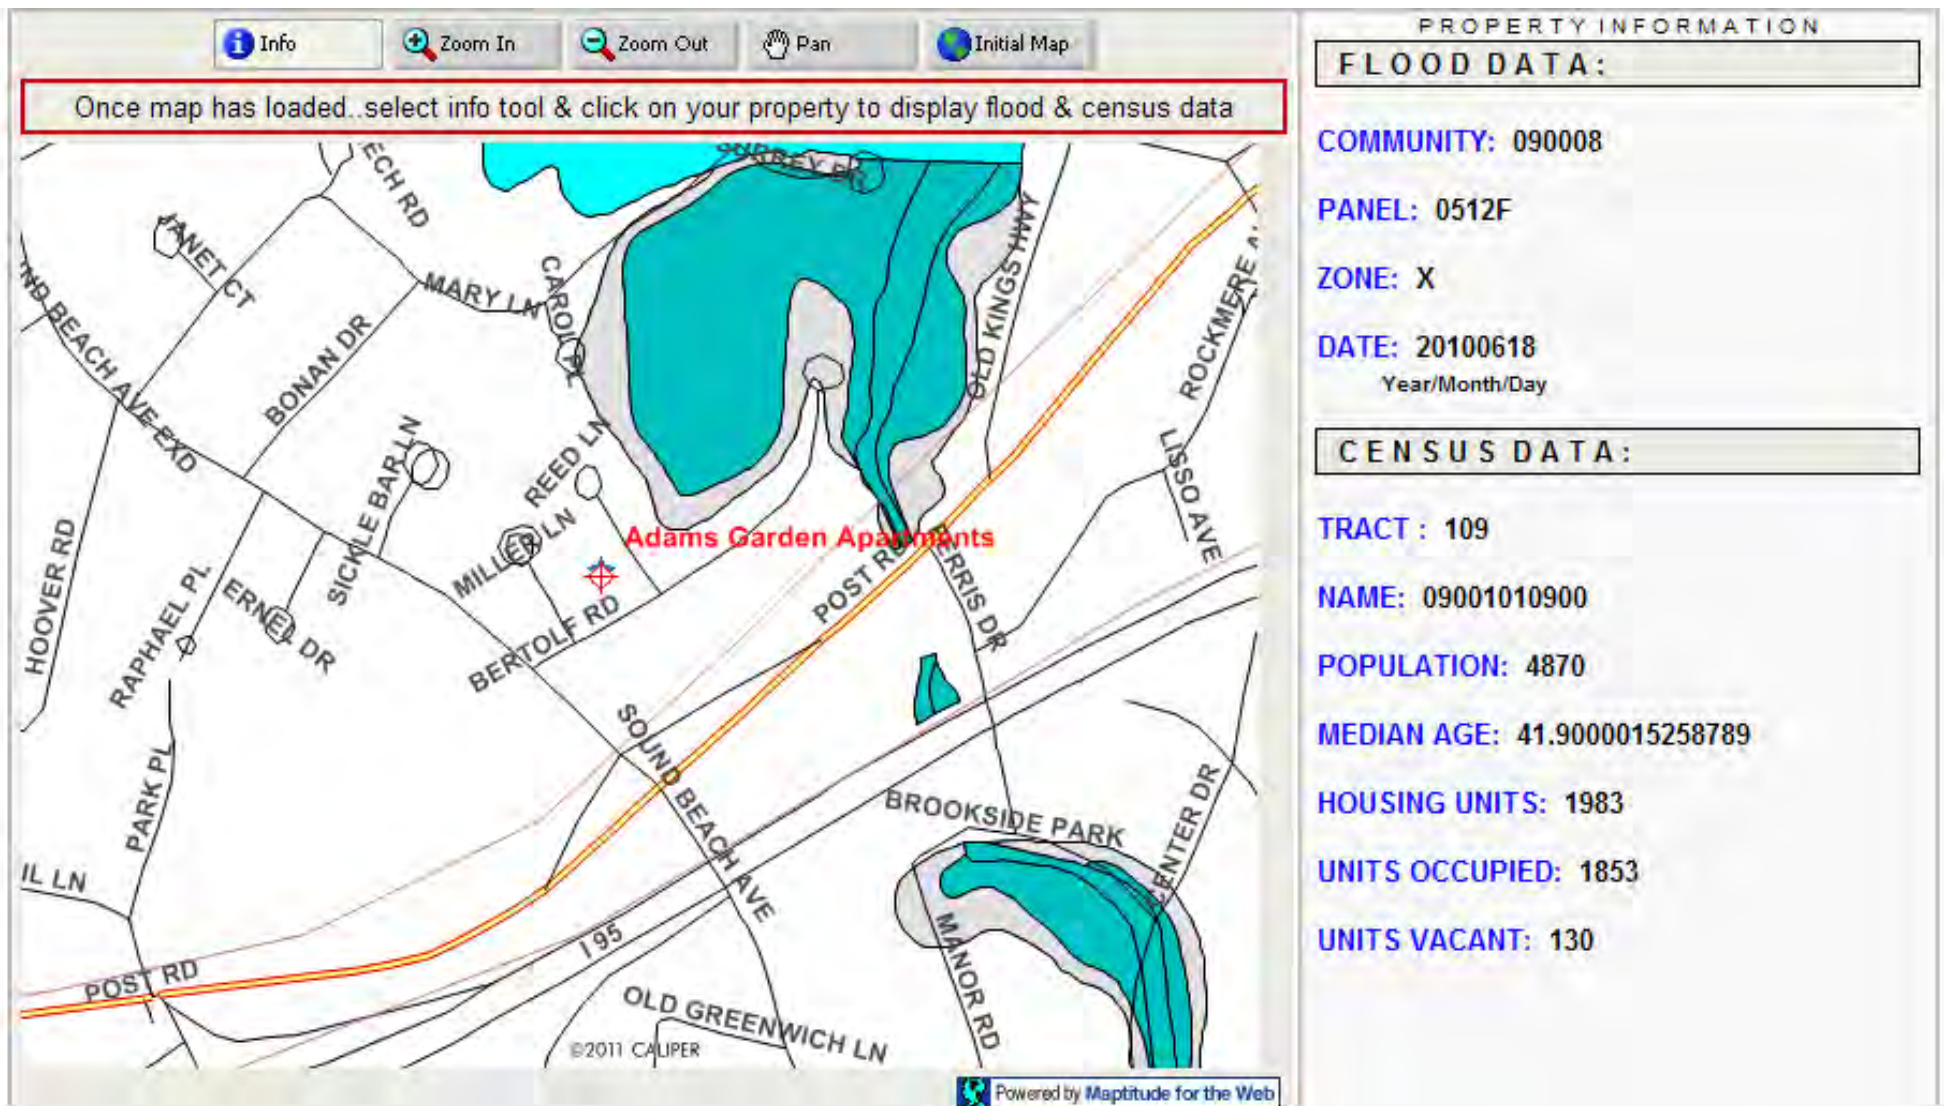 Info
Zoom In
Zoom Out
Pan
Initial Map
Once map has loaded..select info tool & click on your property to display flood & census data
SURREY DR
ECH RD
JANET CT
ND BEACH AVE EXD
MARY LN
CAROL PL
BONAN DR
OLD KINGS HWY
ROCKMERE A
LISSO AVE
HOOVER RD
SICKLE BAR LN
REED LN
MILLER LN
Adams Garden Apartments
RAPHAEL PL
ERNEL DR
BERTOLF RD
POST RD
FERRIS DR
SOUND BEACH AVE
PARK PL
BROOKSIDE PARK
CENTER DR
IL LN
I 95
MANOR RD
POST RD
OLD GREENWICH LN
©2011 CALIPER
Powered by Maptitude for the Web
PROPERTY INFORMATION
FLOOD DATA:
COMMUNITY: 090008
PANEL: 0512F
ZONE: X
DATE: 20100618
Year/Month/Day
CENSUS DATA:
TRACT : 109
NAME: 09001010900
POPULATION: 4870
MEDIAN AGE: 41.9000015258789
HOUSING UNITS: 1983
UNITS OCCUPIED: 1853
UNITS VACANT: 130